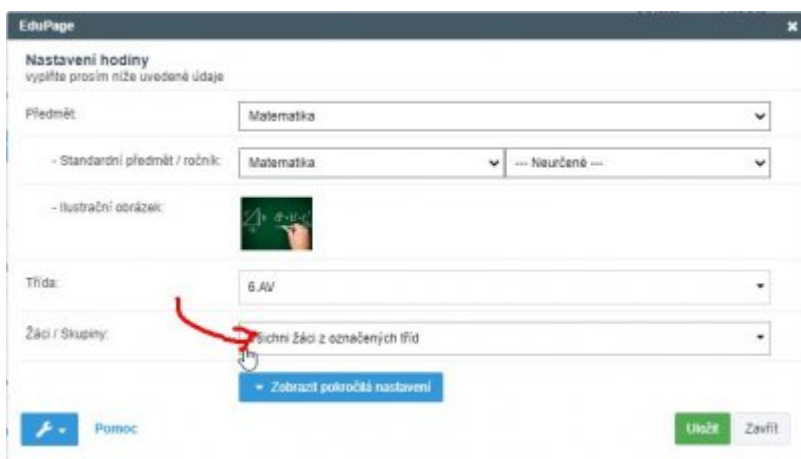 EduPage
Nastavení hodiny
vyplňte prosím níže uvedené údaje
Předmět: Matematika
- Standardní předmět / ročník: Matematika --- Neurčené ---
- Ilustrační obrázek:
Třída: 6.AV
Žáci / Skupiny: šichni žáci z označených tříd
Zobrazit pokročilá nastavení
Pomoc Uložit Zavřít